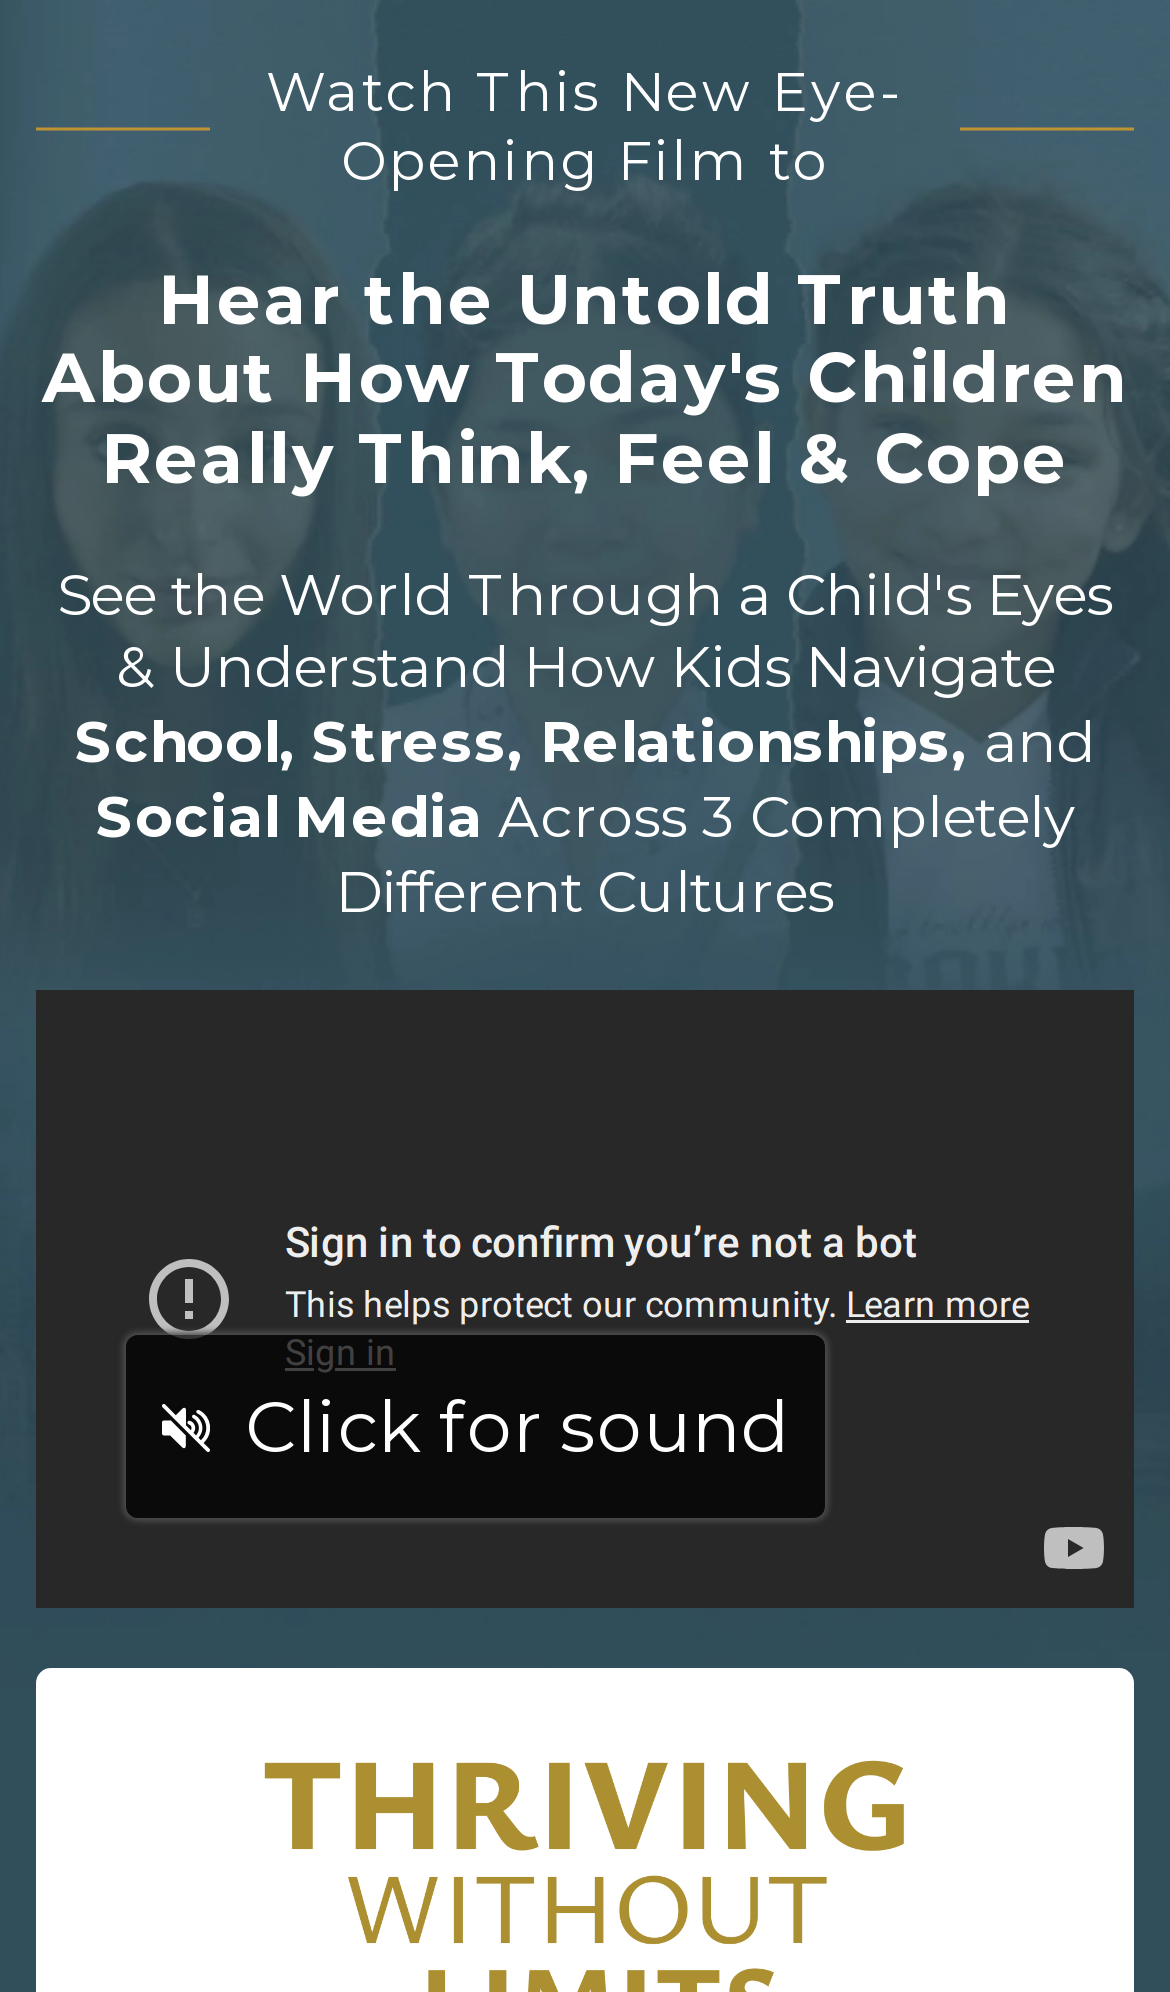 Watch This New Eye-
Opening Film to
Hear the Untold Truth
About How Today's Children
Really Think, Feel & Cope
See the World Through a Child's Eyes
& Understand How Kids Navigate
School, Stress, Relationships, and
Social Media Across 3 Completely
Different Cultures
Sign in to confirm you’re not a bot
This helps protect our community. Learn more
Sign in
Click for sound
THRIVING
WITHOUT
LIMITS